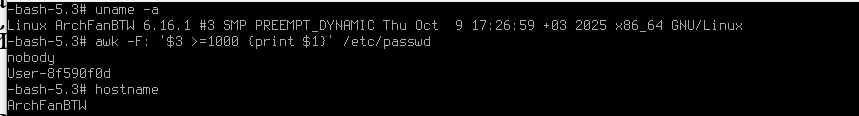 -bash-5.3# uname -a
Linux ArchFanBTW 6.16.1 #3 SMP PREEMPT_DYNAMIC Thu Oct  9 17:26:59 +03 2025 x86_64 GNU/Linux
-bash-5.3# awk -F: '$3 >=1000 {print $1}' /etc/passwd
nobody
User-8f590f0d
-bash-5.3# hostname
ArchFanBTW